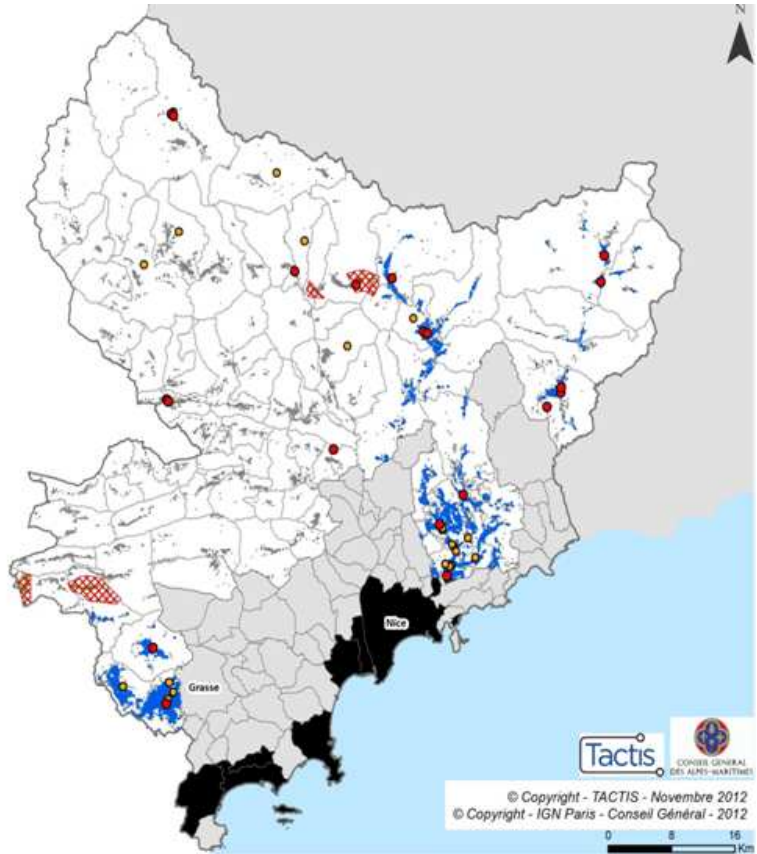 N
Nice
Grasse
Tactis
CONSEIL GENERAL
DES ALPES-MARITIMES
© Copyright - TACTIS - Novembre 2012
© Copyright - IGN Paris - Conseil Général - 2012
0 8 16
Km